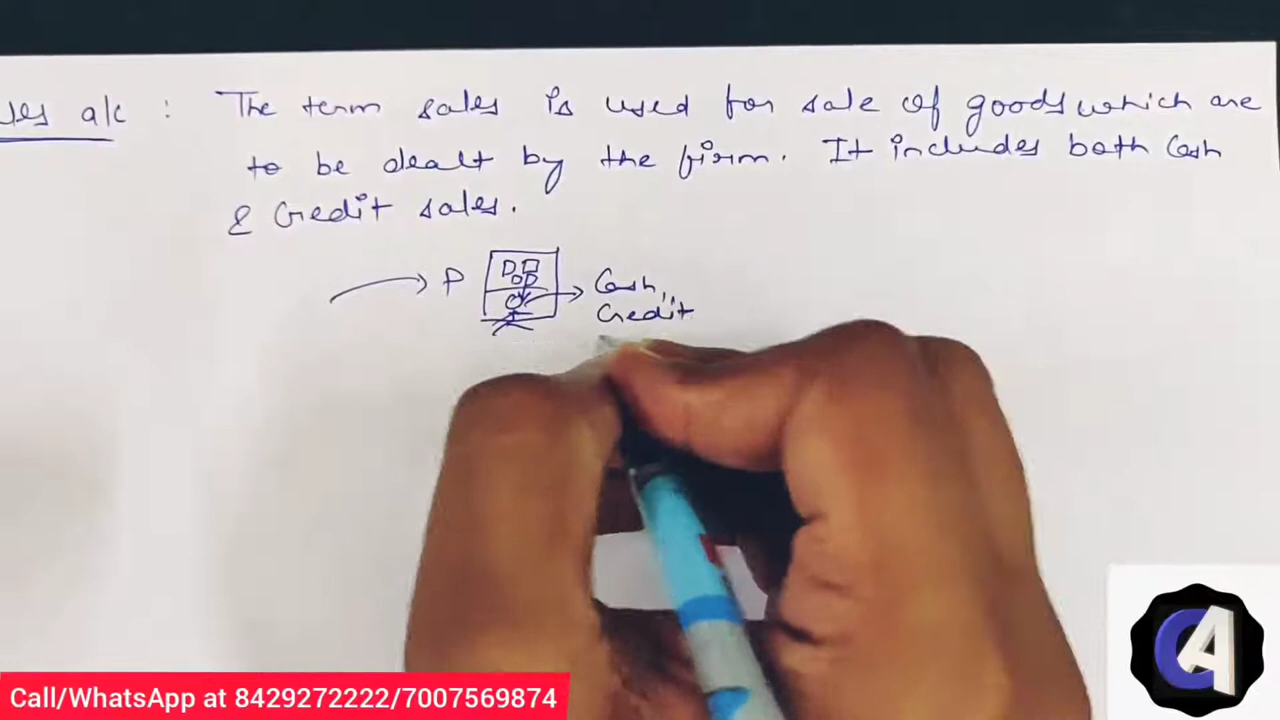 a/c : The term sales is used for sale of goods which are
to be dealt by the firm. It includes both Cash
& Credit sales.
P
Cash,
Credit
Call/WhatsApp at 8429272222/7007569874
CA